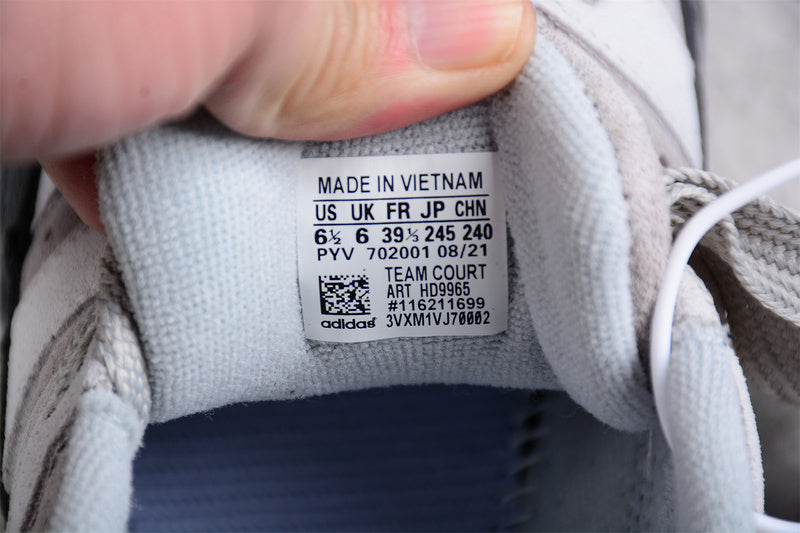 MADE IN VIETNAM
US UK FR JP CHN
6½ 6 39⅓ 245 240
PYV 702001 08/21
TEAM COURT
ART HD9965
#116211699
adidas® 3VXM1VJ70002